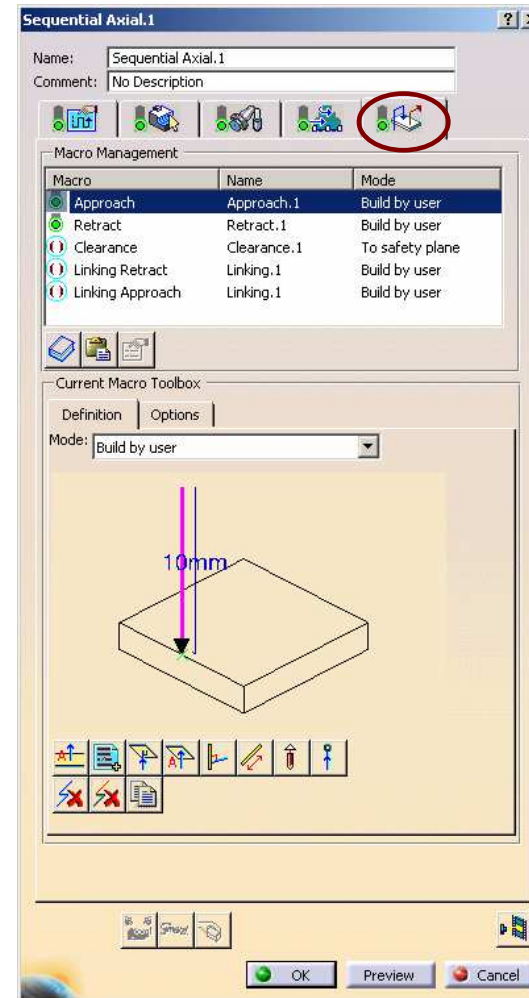 Sequential Axial.1
Name: Sequential Axial.1
Comment: No Description
Macro Management
Macro Name Mode
Approach Approach.1 Build by user
Retract Retract.1 Build by user
Clearance Clearance.1 To safety plane
Linking Retract Linking.1 Build by user
Linking Approach Linking.1 Build by user
Current Macro Toolbox
Definition Options
Mode: Build by user
10mm
OK Preview Cancel